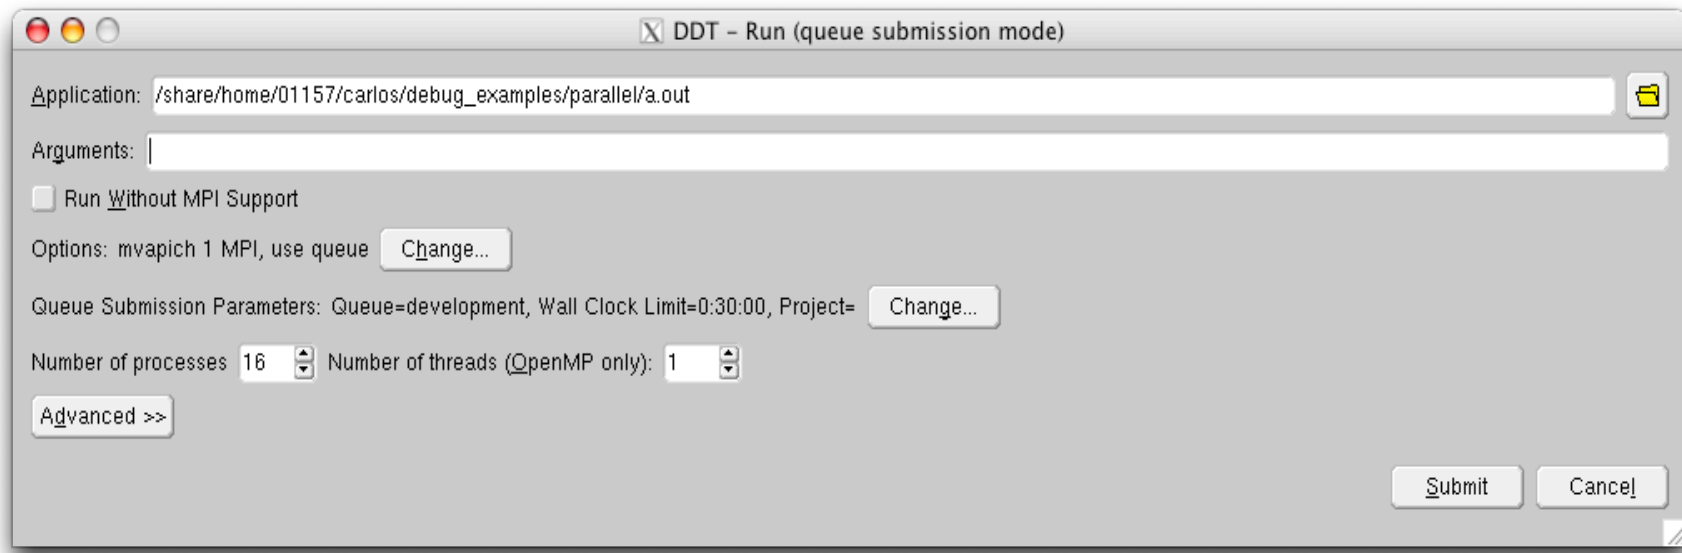 DDT – Run (queue submission mode)
Application: /share/home/01157/carlos/debug_examples/parallel/a.out
Arguments:
Run Without MPI Support
Options: mvapich 1 MPI, use queue Change...
Queue Submission Parameters: Queue=development, Wall Clock Limit=0:30:00, Project= Change...
Number of processes 16 Number of threads (OpenMP only): 1
Advanced >>
Submit Cancel